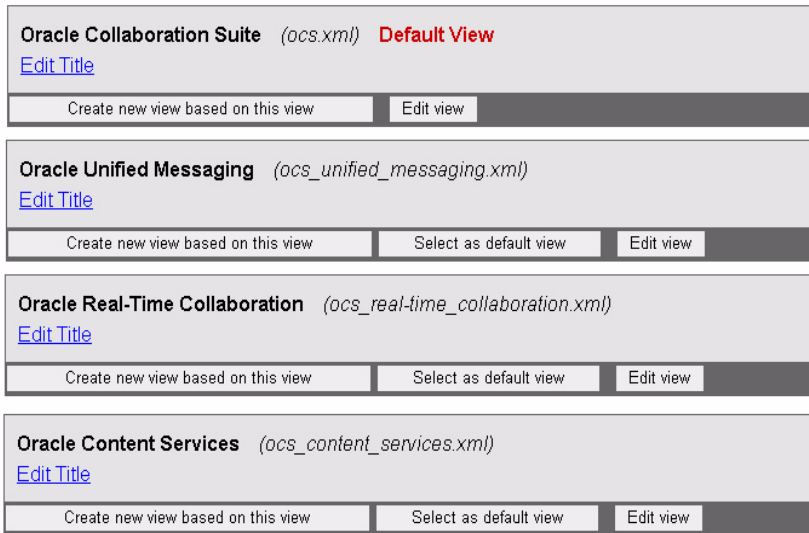 Oracle Collaboration Suite (ocs.xml) Default View
Edit Title
Create new view based on this view Edit view
Oracle Unified Messaging (ocs_unified_messaging.xml)
Edit Title
Create new view based on this view Select as default view Edit view
Oracle Real-Time Collaboration (ocs_real-time_collaboration.xml)
Edit Title
Create new view based on this view Select as default view Edit view
Oracle Content Services (ocs_content_services.xml)
Edit Title
Create new view based on this view Select as default view Edit view